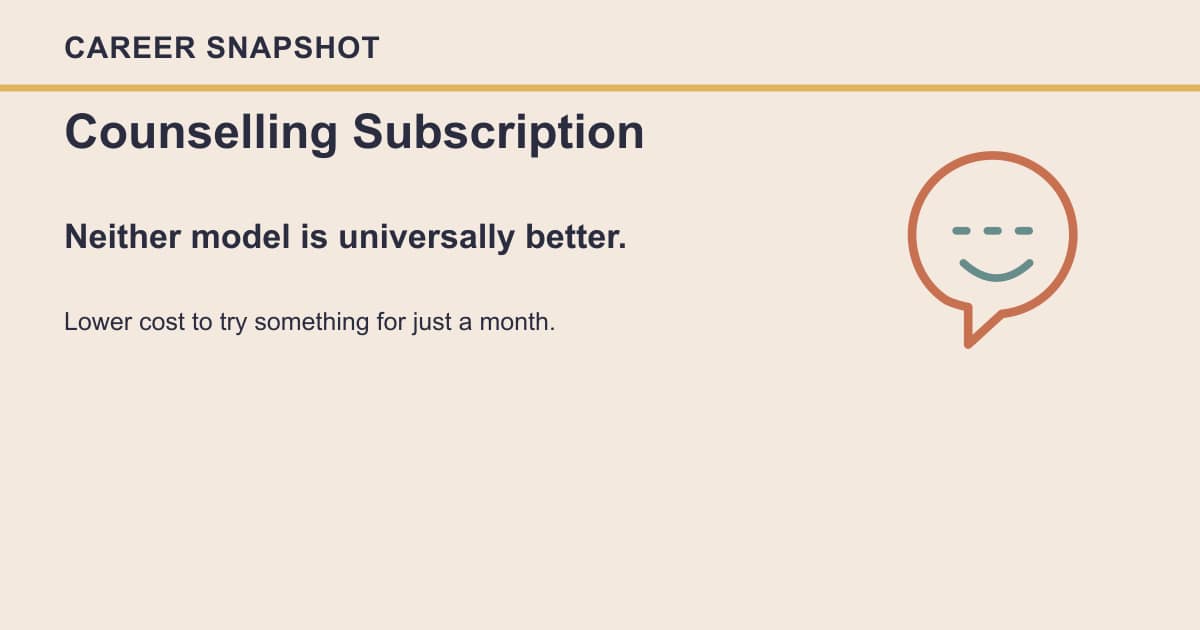 CAREER SNAPSHOT
Counselling Subscription
Neither model is universally better.
Lower cost to try something for just a month.